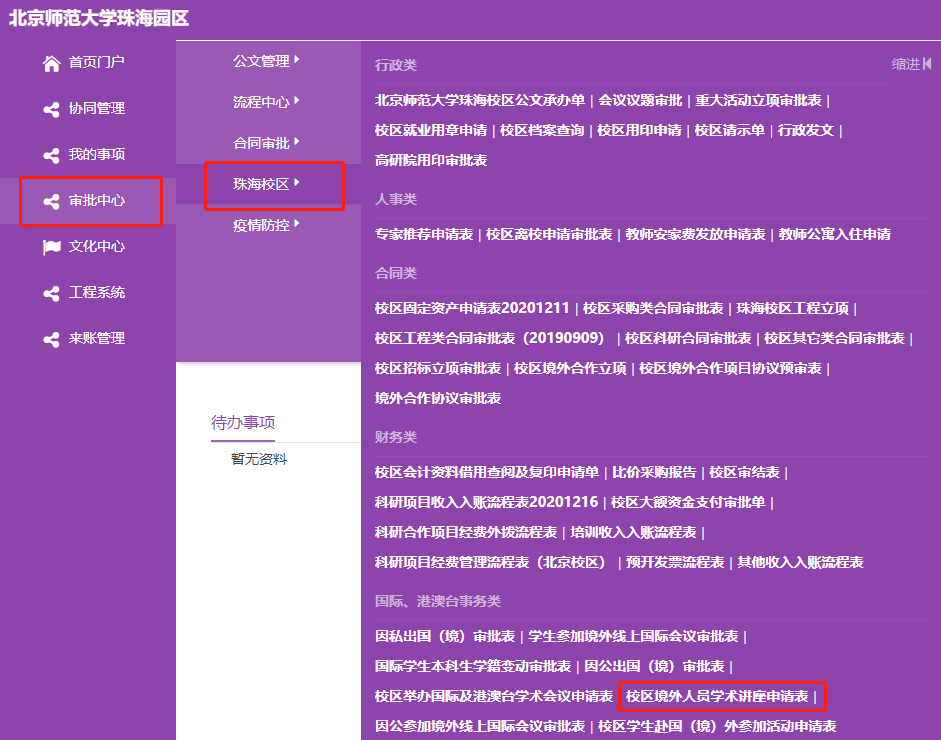 北京师范大学珠海园区
首页门户
协同管理
我的事项
审批中心
文化中心
工程系统
来账管理
公文管理
流程中心
合同审批
珠海校区
疫情防控
待办事项
暂无资料
行政类
缩进
北京师范大学珠海校区公文承办单 | 会议议题审批 | 重大活动立项审批表 |
校区就业用章申请 | 校区档案查询 | 校区用印申请 | 校区请示单 | 行政发文 |
高研院用印审批表
人事类
专家推荐申请表 | 校区离校申请审批表 | 教师安家费发放申请表 | 教师公寓入住申请
合同类
校区固定资产申请表20201211 | 校区采购类合同审批表 | 珠海校区工程立项 |
校区工程类合同审批表（20190909） | 校区科研合同审批表 | 校区其它类合同审批表 |
校区招标立项审批表 | 校区境外合作立项 | 校区境外合作项目协议预审表 |
境外合作协议审批表
财务类
校区会计资料借用查阅及复印申请单 | 比价采购报告 | 校区审结表 |
科研项目收入入账流程表20201216 | 校区大额资金支付审批单 |
科研合作项目经费外拨流程表 | 培训收入入账流程表 |
科研项目经费管理流程表（北京校区） | 预开发票流程表 | 其他收入入账流程表
国际、港澳台事务类
因私出国（境）审批表 | 学生参加境外线上国际会议审批表 |
国际学生本科生学籍变动审批表 | 因公出国（境）审批表 |
校区举办国际及港澳台学术会议申请表 | 校区境外人员学术讲座申请表 |
因公参加境外线上国际会议审批表 | 校区学生赴国（境）外参加活动申请表